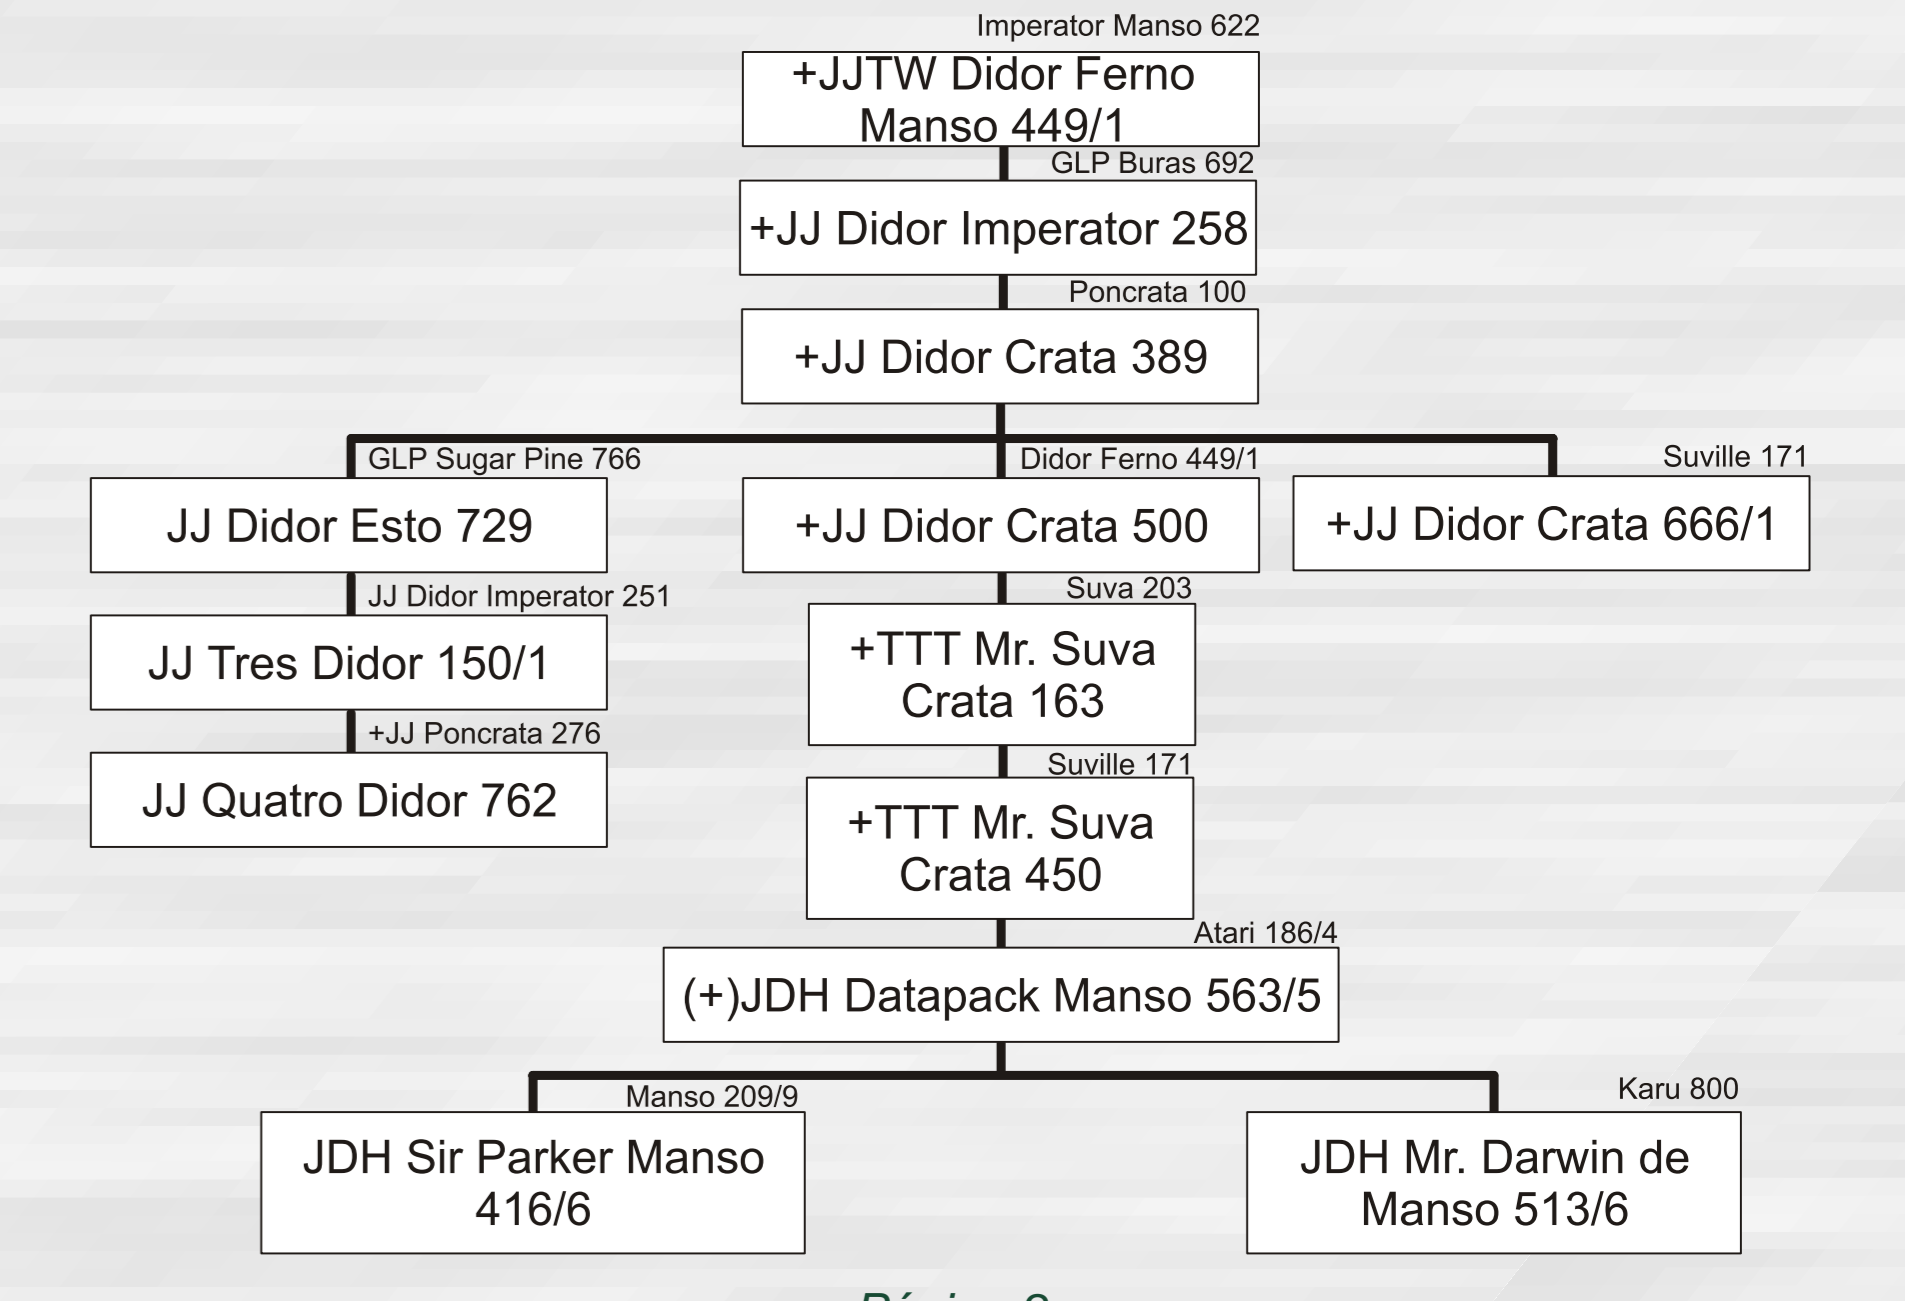 Imperator Manso 622
+JJTW Didor Ferno
Manso 449/1
GLP Buras 692
+JJ Didor Imperator 258
Poncrata 100
+JJ Didor Crata 389
GLP Sugar Pine 766
Didor Ferno 449/1
Suville 171
JJ Didor Esto 729
+JJ Didor Crata 500
+JJ Didor Crata 666/1
JJ Didor Imperator 251
Suva 203
JJ Tres Didor 150/1
+TTT Mr. Suva
Crata 163
+JJ Poncrata 276
Suville 171
JJ Quatro Didor 762
+TTT Mr. Suva
Crata 450
Atari 186/4
(+)JDH Datapack Manso 563/5
Manso 209/9
Karu 800
JDH Sir Parker Manso
416/6
JDH Mr. Darwin de
Manso 513/6